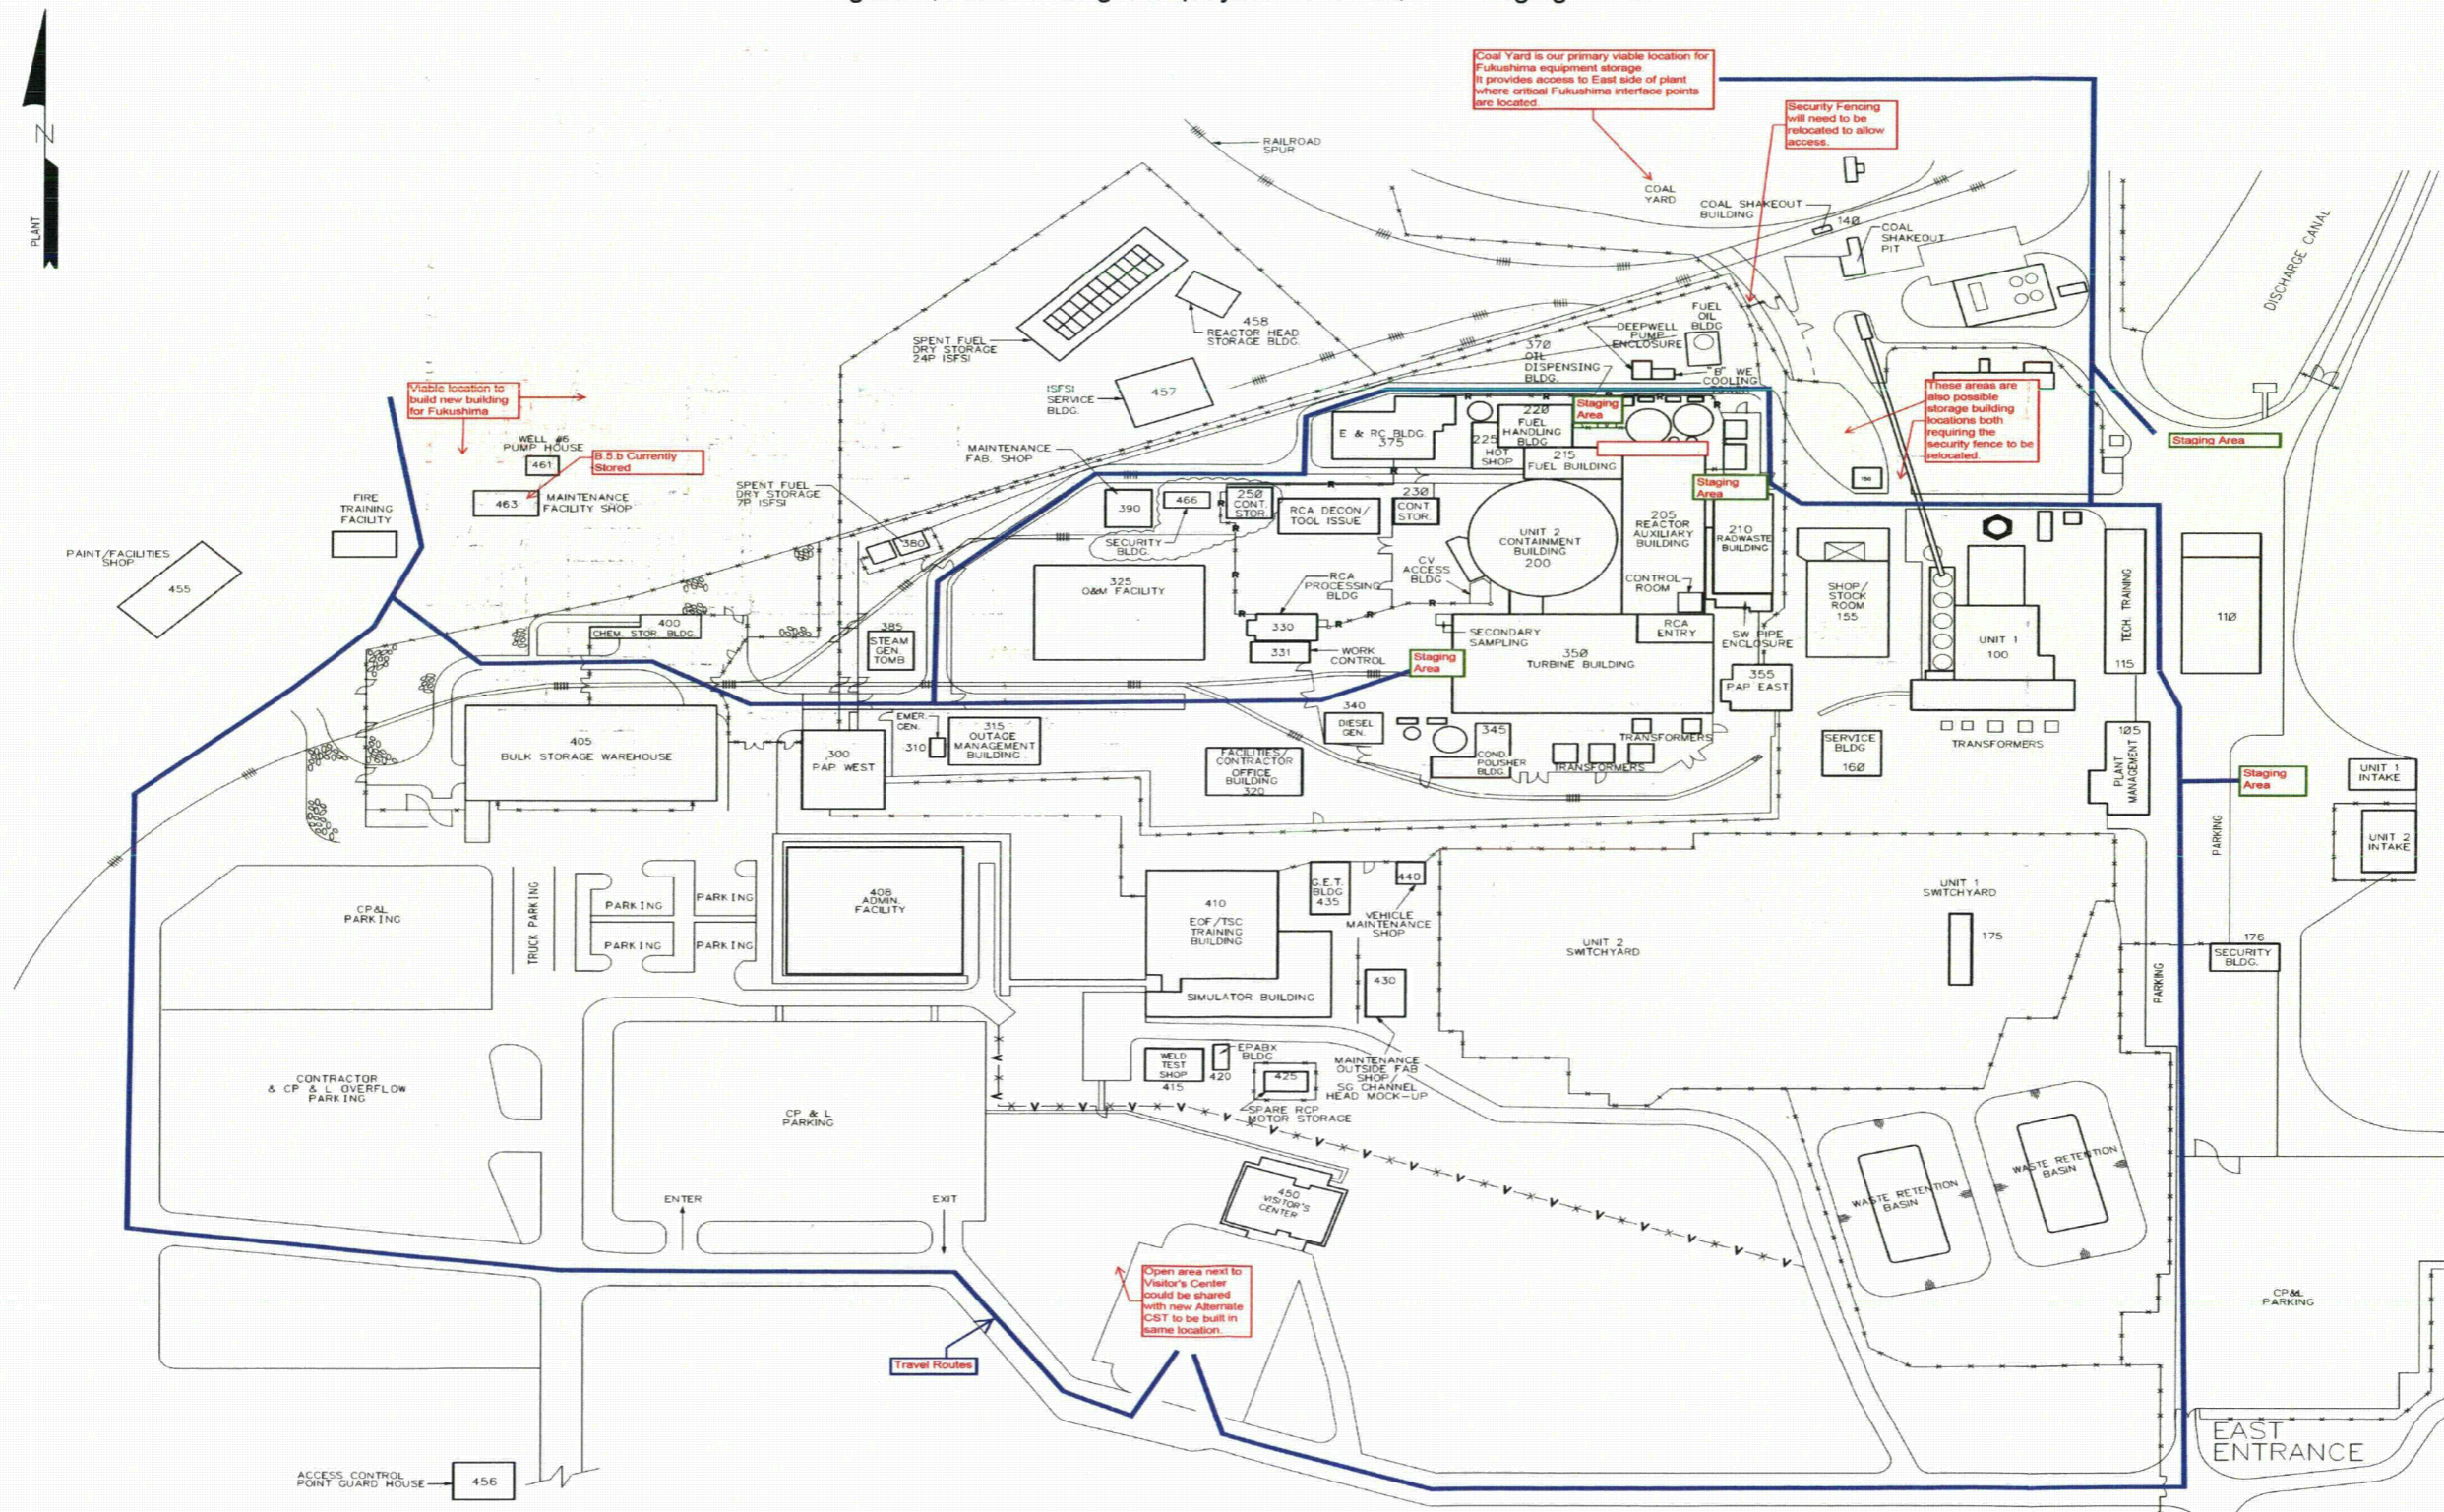 Coal Yard is our primary viable location for
Fukushima equipment storage
It provides access to East side of plant
where critical Fukushima interface points
are located.
Security Fencing
will need to be
relocated to allow
access.
N
PLANT
RAILROAD
SPUR
COAL
YARD
COAL SHAKEOUT
BUILDING
140
COAL
SHAKEOUT
PIT
DISCHARGE CANAL
SPENT FUEL
DRY STORAGE
24P ISFSI
458
REACTOR HEAD
STORAGE BLDG.
ISFSI
SERVICE
BLDG.
457
FUEL
OIL
BLDG
DEEPWELL
PUMP
ENCLOSURE
370
OIL
DISPENSING
BLDG.
"B" WE
COOLING
Viable location to
build new building
for Fukushima
WELL #6
PUMP HOUSE
461
B.5.b Currently
Stored
463
MAINTENANCE
FACILITY SHOP
FIRE
TRAINING
FACILITY
PAINT/FACILITIES
SHOP
455
These areas are
also possible
storage building
locations both
requiring the
security fence to be
relocated.
Staging Area
Staging
Area
E & RC BLDG.
375
220
FUEL
HANDLING
BLDG
225
HOT
SHOP
215
FUEL BUILDING
MAINTENANCE
FAB. SHOP
SPENT FUEL
DRY STORAGE
7P ISFSI
380
390
466
SECURITY
BLDG.
250
CONT.
STOR.
RCA DECON/
TOOL ISSUE
230
CONT.
STOR.
Staging
Area
UNIT 2
CONTAINMENT
BUILDING
200
205
REACTOR
AUXILIARY
BUILDING
210
RADWASTE
BUILDING
CONTROL
ROOM
325
O&M FACILITY
RCA
PROCESSING
BLDG
CV
ACCESS
BLDG
330
331
WORK
CONTROL
SECONDARY
SAMPLING
RCA
ENTRY
SW PIPE
ENCLOSURE
350
TURBINE BUILDING
Staging
Area
355
PAP EAST
SHOP/
STOCK
ROOM
155
UNIT 1
100
TECH. TRAINING
115
110
400
CHEM. STOR. BLDG.
385
STEAM
GEN.
TOMB
405
BULK STORAGE WAREHOUSE
300
PAP WEST
EMER.
GEN.
310
315
OUTAGE
MANAGEMENT
BUILDING
FACILITIES/
CONTRACTOR
OFFICE
BUILDING
320
340
DIESEL
GEN.
345
COND.
POLISHER
BLDG.
TRANSFORMERS
TRANSFORMERS
SERVICE
BLDG
160
TRANSFORMERS
105
PLANT
MANAGEMENT
Staging
Area
UNIT 1
INTAKE
UNIT 2
INTAKE
PARKING
CP&L
PARKING
TRUCK PARKING
PARKING
PARKING
PARKING
PARKING
408
ADMIN.
FACILITY
410
EOF/TSC
TRAINING
BUILDING
SIMULATOR BUILDING
G.E.T.
BLDG
435
440
VEHICLE
MAINTENANCE
SHOP
430
UNIT 2
SWITCHYARD
UNIT 1
SWITCHYARD
175
176
SECURITY
BLDG.
PARKING
CONTRACTOR
& CP & L OVERFLOW
PARKING
CP & L
PARKING
WELD
TEST
SHOP
415
EPABX
BLDG
420
425
SPARE RCP
MOTOR STORAGE
MAINTENANCE
OUTSIDE FAB
SHOP/
SG CHANNEL
HEAD MOCK-UP
450
VISITOR'S
CENTER
WASTE RETENTION
BASIN
WASTE RETENTION
BASIN
ENTER
EXIT
Open area next to
Visitor's Center
could be shared
with new Alternate
CST to be built in
same location.
Travel Routes
CP&L
PARKING
EAST
ENTRANCE
ACCESS CONTROL
POINT GUARD HOUSE
456